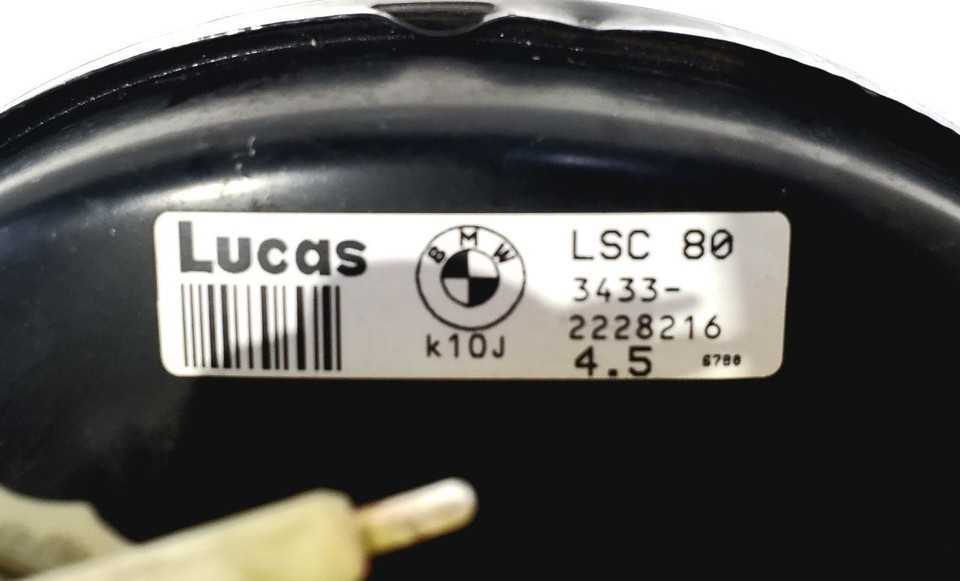 Lucas
BMW
k10J
LSC 80
3433-
2228216
4.5 6780